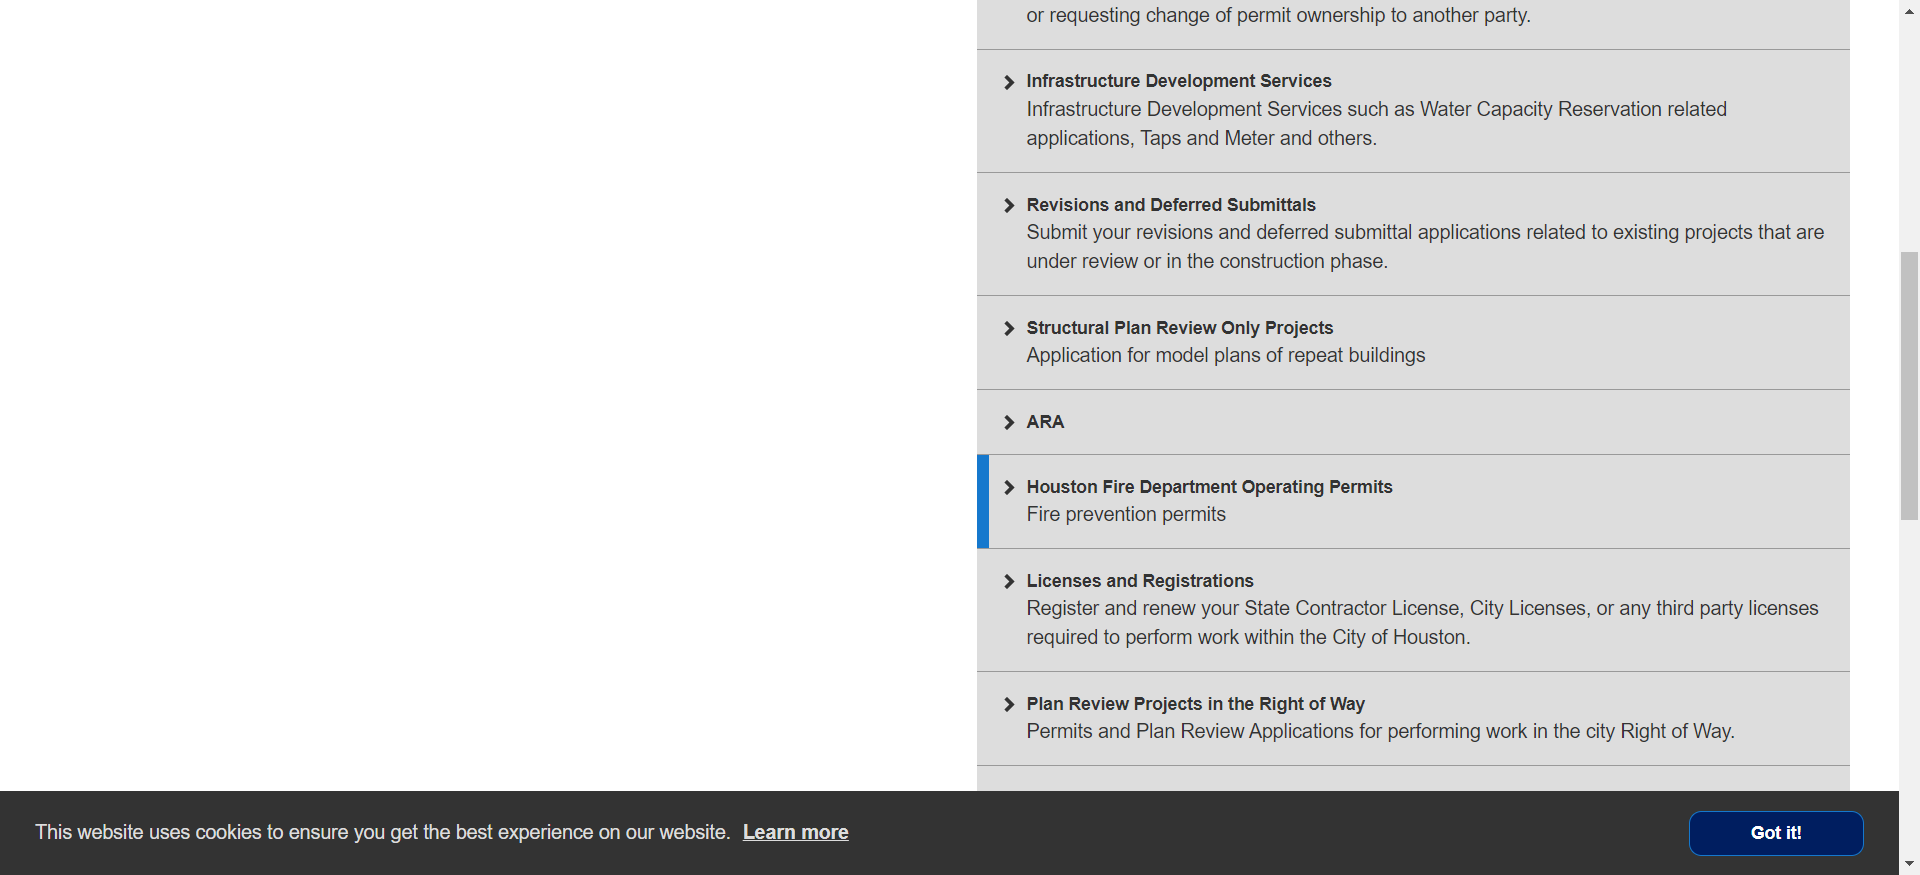 or requesting change of permit ownership to another party.
Infrastructure Development Services
Infrastructure Development Services such as Water Capacity Reservation related
applications, Taps and Meter and others.
Revisions and Deferred Submittals
Submit your revisions and deferred submittal applications related to existing projects that are
under review or in the construction phase.
Structural Plan Review Only Projects
Application for model plans of repeat buildings
ARA
Houston Fire Department Operating Permits
Fire prevention permits
Licenses and Registrations
Register and renew your State Contractor License, City Licenses, or any third party licenses
required to perform work within the City of Houston.
Plan Review Projects in the Right of Way
Permits and Plan Review Applications for performing work in the city Right of Way.
This website uses cookies to ensure you get the best experience on our website. Learn more
Got it!